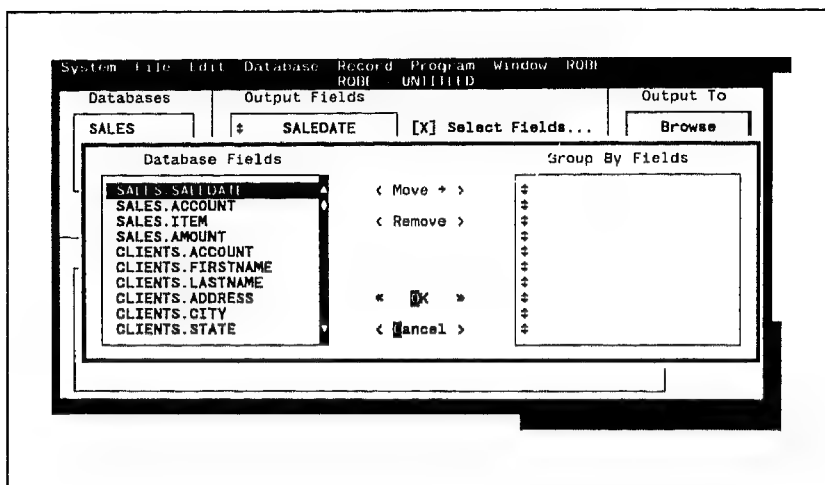 System File Edit Database Record Program Window RQBE
RQBE - UNTITLED
Databases Output Fields Output To
SALES ↕ SALEDATE [X] Select Fields... Browse
Database Fields Group By Fields
SALES.SALEDATE
SALES.ACCOUNT
SALES.ITEM
SALES.AMOUNT
CLIENTS.ACCOUNT
CLIENTS.FIRSTNAME
CLIENTS.LASTNAME
CLIENTS.ADDRESS
CLIENTS.CITY
CLIENTS.STATE
< Move → >
< Remove >
« OK »
< Cancel >